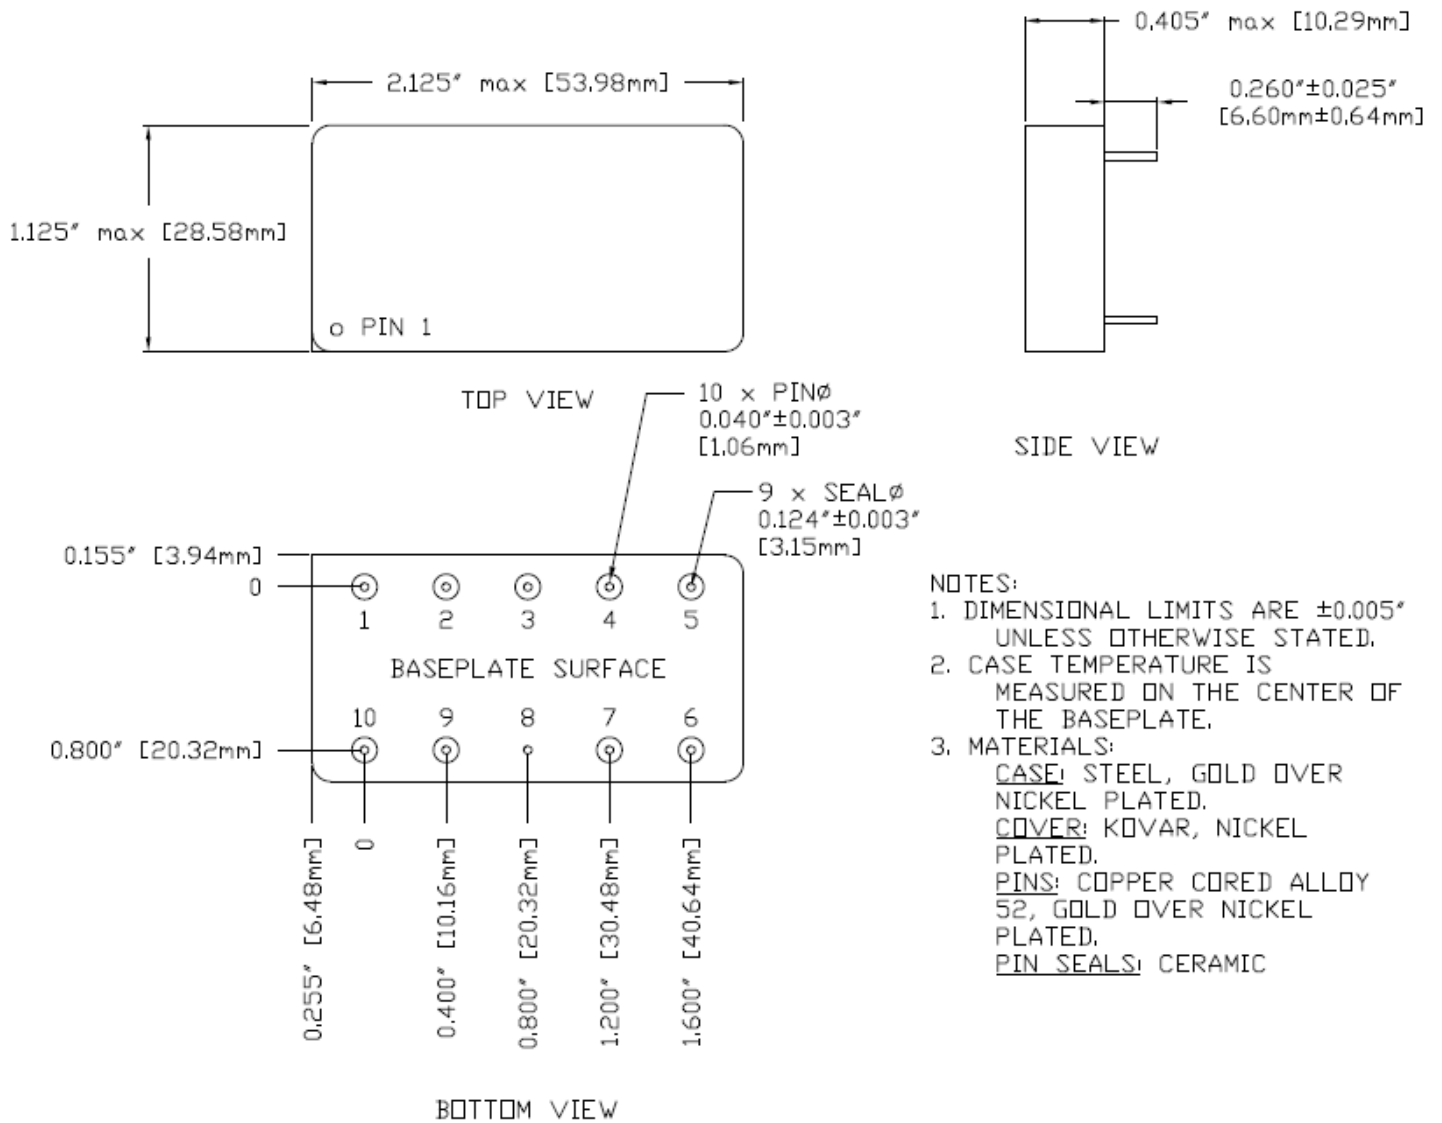 0.405″ max [10.29mm]
2.125″ max [53.98mm]
0.260″±0.025″
[6.60mm±0.64mm]
1.125″ max [28.58mm]
PIN 1
TOP VIEW
10 x PINø
0.040″±0.003″
[1.06mm]
SIDE VIEW
9 x SEALø
0.124″±0.003″
[3.15mm]
0.155″ [3.94mm]
0
1 2 3 4 5
BASEPLATE SURFACE
10 9 8 7 6
0.800″ [20.32mm]
0.255″ [6.48mm]
0
0.400″ [10.16mm]
0.800″ [20.32mm]
1.200″ [30.48mm]
1.600″ [40.64mm]
BOTTOM VIEW
NOTES:
1. DIMENSIONAL LIMITS ARE ±0.005″
UNLESS OTHERWISE STATED.
2. CASE TEMPERATURE IS
MEASURED ON THE CENTER OF
THE BASEPLATE.
3. MATERIALS:
CASE: STEEL, GOLD OVER
NICKEL PLATED.
COVER: KOVAR, NICKEL
PLATED.
PINS: COPPER CORED ALLOY
52, GOLD OVER NICKEL
PLATED.
PIN SEALS: CERAMIC